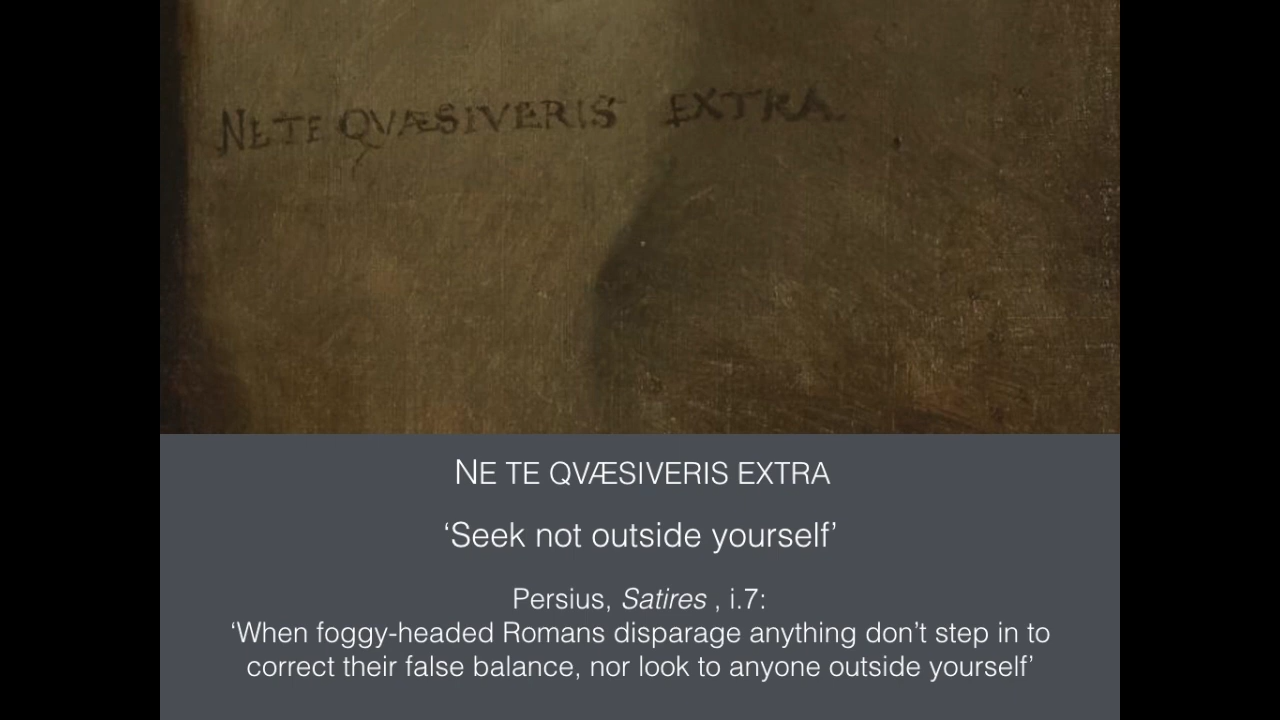 NE TE QVÆSIVERIS EXTRA.
NE TE QVÆSIVERIS EXTRA
‘Seek not outside yourself’
Persius, Satires , i.7:
‘When foggy-headed Romans disparage anything don’t step in to
correct their false balance, nor look to anyone outside yourself’